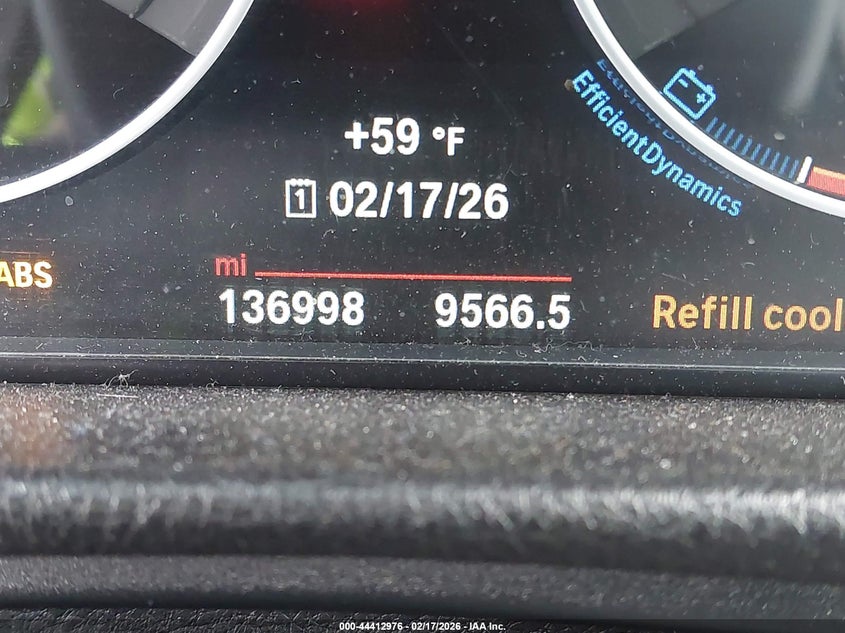 +59 °F
1 02/17/26
EfficientDynamics
ABS
mi
136998 9566.5
Refill cool
000-44412976 - 02/17/2026 - IAA Inc.